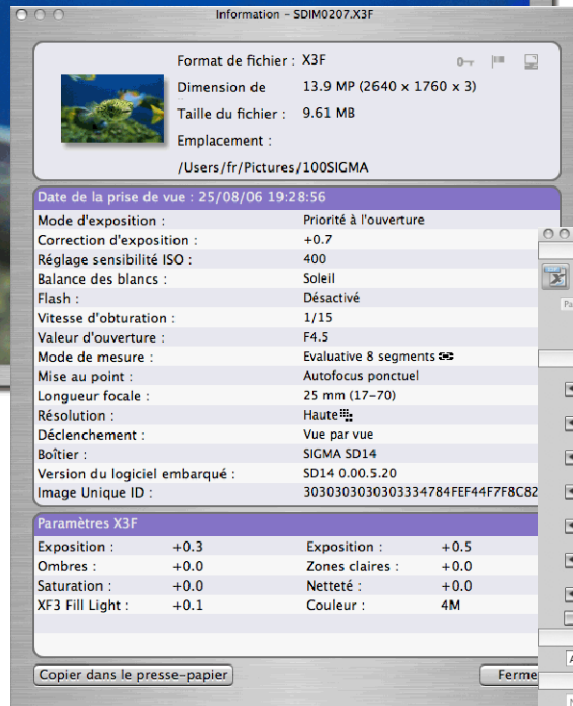 Information - SDIM0207.X3F
Format de fichier : X3F
Dimension de 13.9 MP (2640 x 1760 x 3)
Taille du fichier : 9.61 MB
Emplacement :
/Users/fr/Pictures/100SIGMA
Date de la prise de vue : 25/08/06 19:28:56
Mode d'exposition : Priorité à l'ouverture
Correction d'exposition : +0.7
Réglage sensibilité ISO : 400
Balance des blancs : Soleil
Flash : Désactivé
Vitesse d'obturation : 1/15
Valeur d'ouverture : F4.5
Mode de mesure : Evaluative 8 segments
Mise au point : Autofocus ponctuel
Longueur focale : 25 mm (17-70)
Résolution : Haute
Déclenchement : Vue par vue
Boîtier : SIGMA SD14
Version du logiciel embarqué : SD14 0.00.5.20
Image Unique ID : 3030303030303334784FEF44F7F8C82
Paramètres X3F
Exposition : +0.3 Exposition : +0.5
Ombres : +0.0 Zones claires : +0.0
Saturation : +0.0 Netteté : +0.0
XF3 Fill Light : +0.1 Couleur : 4M
Copier dans le presse-papier Ferme